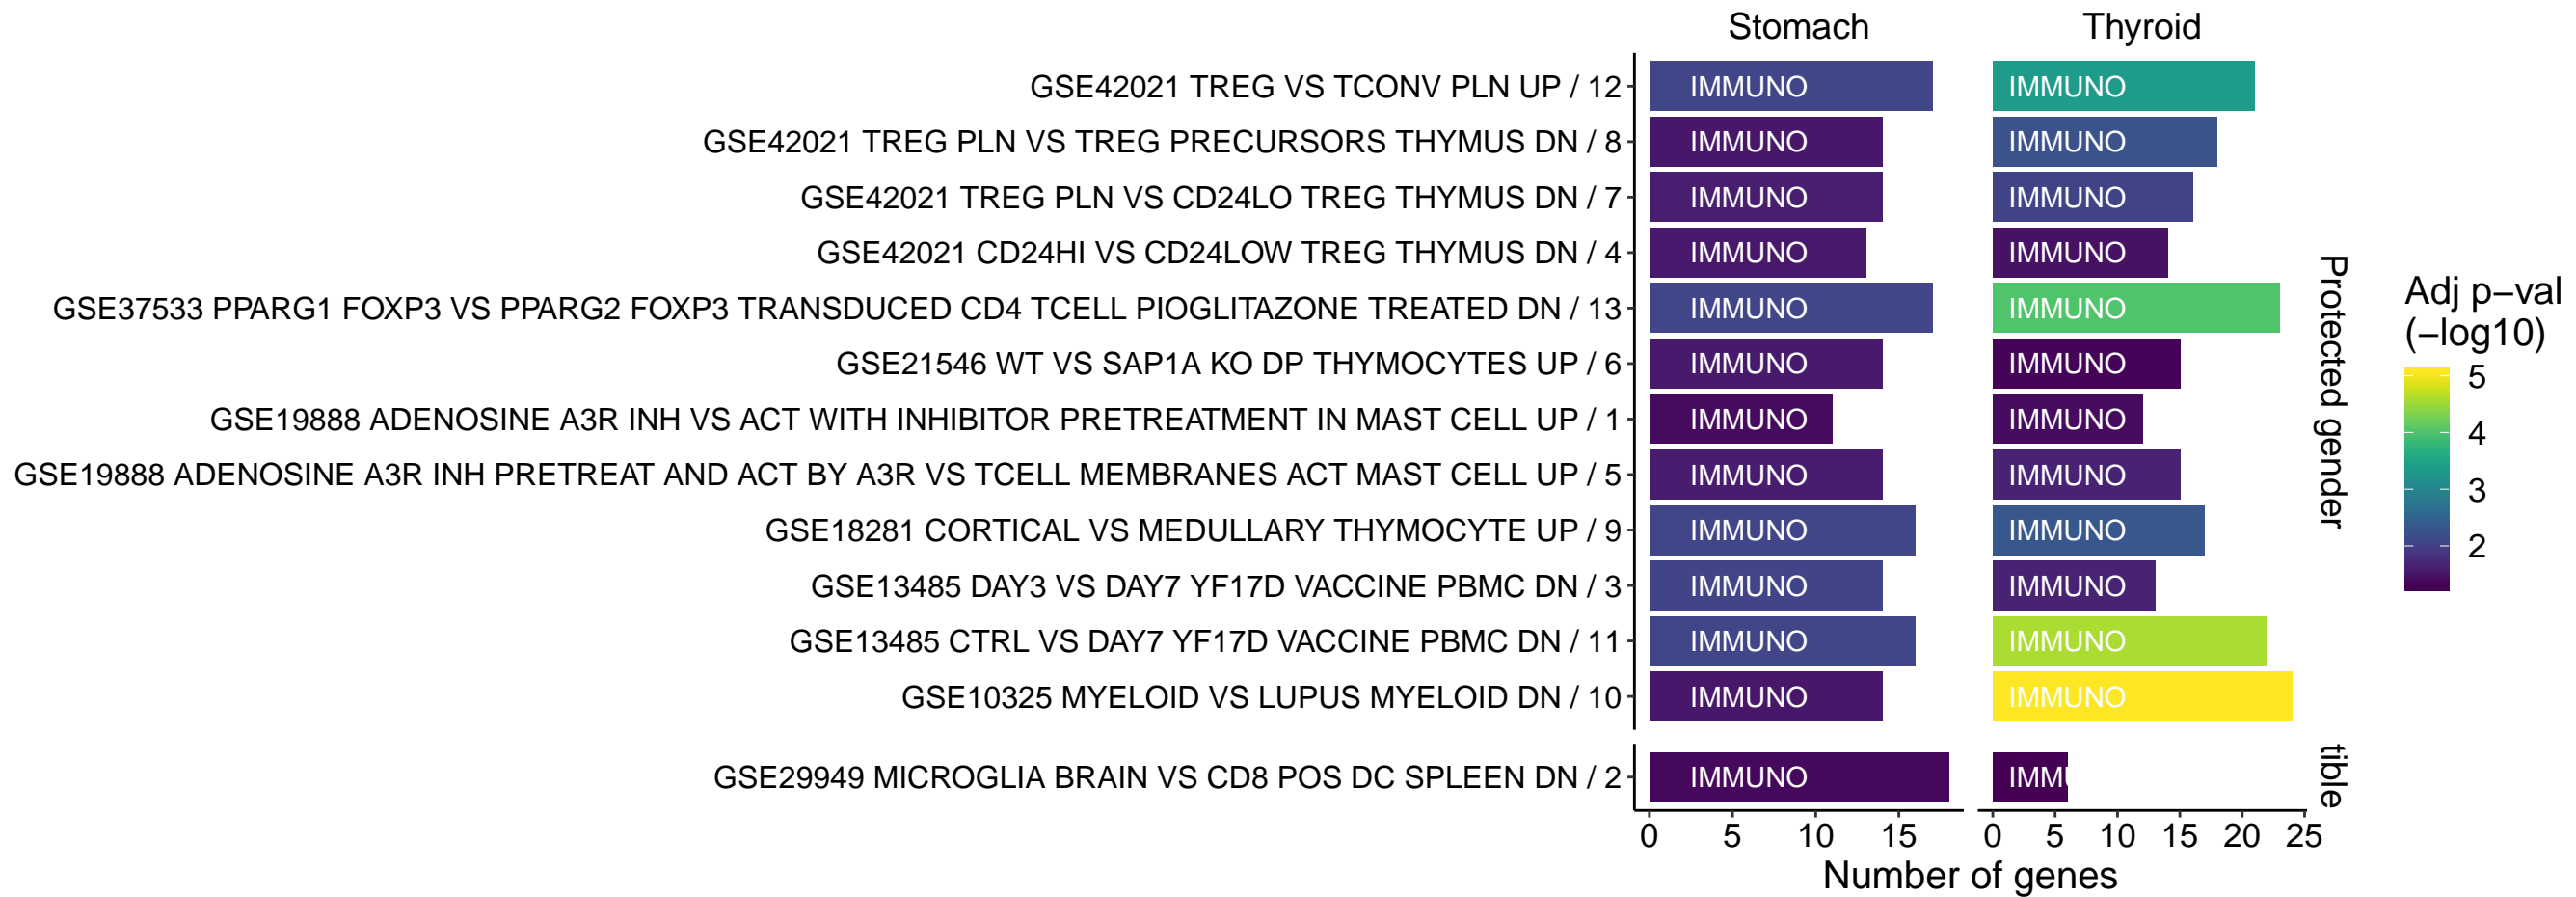 Stomach Thyroid
GSE42021 TREG VS TCONV PLN UP / 12 IMMUNO IMMUNO
GSE42021 TREG PLN VS TREG PRECURSORS THYMUS DN / 8 IMMUNO IMMUNO
GSE42021 TREG PLN VS CD24LO TREG THYMUS DN / 7 IMMUNO IMMUNO
GSE42021 CD24HI VS CD24LOW TREG THYMUS DN / 4 IMMUNO IMMUNO
GSE37533 PPARG1 FOXP3 VS PPARG2 FOXP3 TRANSDUCED CD4 TCELL PIOGLITAZONE TREATED DN / 13 IMMUNO IMMUNO
GSE21546 WT VS SAP1A KO DP THYMOCYTES UP / 6 IMMUNO IMMUNO
GSE19888 ADENOSINE A3R INH VS ACT WITH INHIBITOR PRETREATMENT IN MAST CELL UP / 1 IMMUNO IMMUNO
GSE19888 ADENOSINE A3R INH PRETREAT AND ACT BY A3R VS TCELL MEMBRANES ACT MAST CELL UP / 5 IMMUNO IMMUNO
GSE18281 CORTICAL VS MEDULLARY THYMOCYTE UP / 9 IMMUNO IMMUNO
GSE13485 DAY3 VS DAY7 YF17D VACCINE PBMC DN / 3 IMMUNO IMMUNO
GSE13485 CTRL VS DAY7 YF17D VACCINE PBMC DN / 11 IMMUNO IMMUNO
GSE10325 MYELOID VS LUPUS MYELOID DN / 10 IMMUNO IMMUNO
GSE29949 MICROGLIA BRAIN VS CD8 POS DC SPLEEN DN / 2 IMMUNO IMMU
0 5 10 15 0 5 10 15 20 25
Number of genes
Protected gender
tible
Adj p−val
(−log10)
5
4
3
2